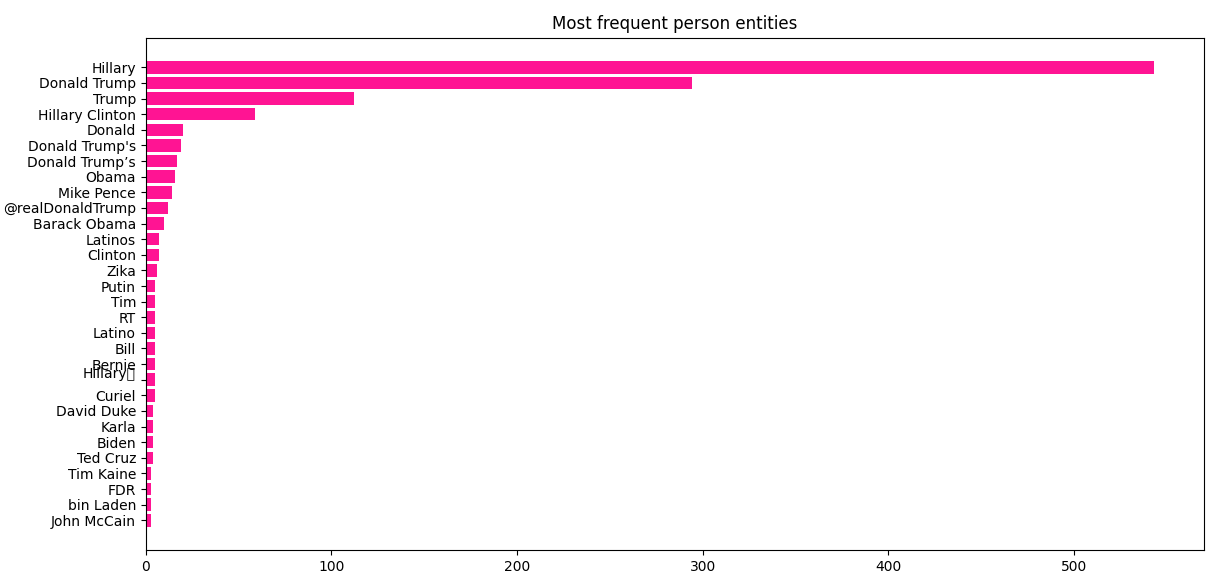 Most frequent person entities
Hillary
Donald Trump
Trump
Hillary Clinton
Donald
Donald Trump's
Donald Trump’s
Obama
Mike Pence
@realDonaldTrump
Barack Obama
Latinos
Clinton
Zika
Putin
Tim
RT
Latino
Bill
Bernie
Hillary
Curiel
David Duke
Karla
Biden
Ted Cruz
Tim Kaine
FDR
bin Laden
John McCain
0 100 200 300 400 500